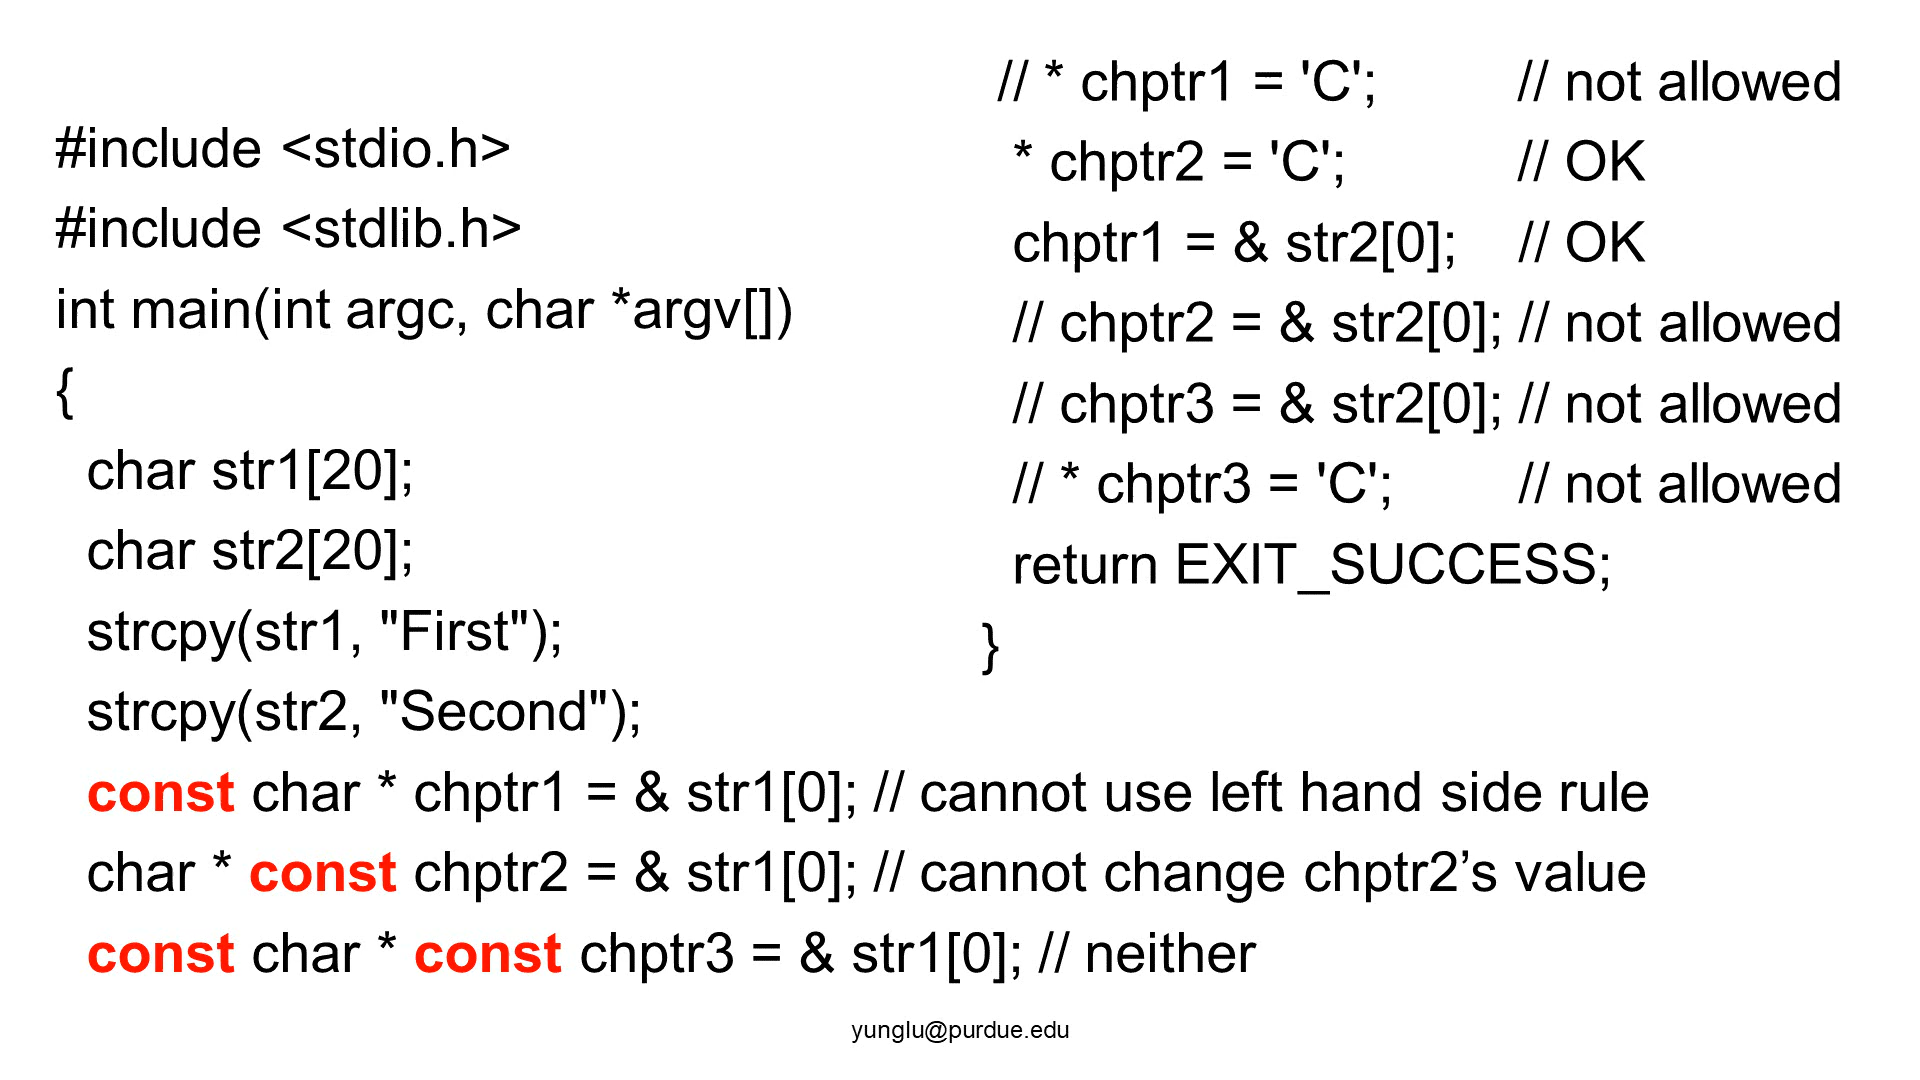 #include <stdio.h>
#include <stdlib.h>
int main(int argc, char *argv[])
{
char str1[20];
char str2[20];
strcpy(str1, "First");
strcpy(str2, "Second");
const char * chptr1 = & str1[0]; // cannot use left hand side rule
char * const chptr2 = & str1[0]; // cannot change chptr2’s value
const char * const chptr3 = & str1[0]; // neither
// * chptr1 = 'C'; // not allowed
* chptr2 = 'C'; // OK
chptr1 = & str2[0]; // OK
// chptr2 = & str2[0]; // not allowed
// chptr3 = & str2[0]; // not allowed
// * chptr3 = 'C'; // not allowed
return EXIT_SUCCESS;
}
yunglu@purdue.edu